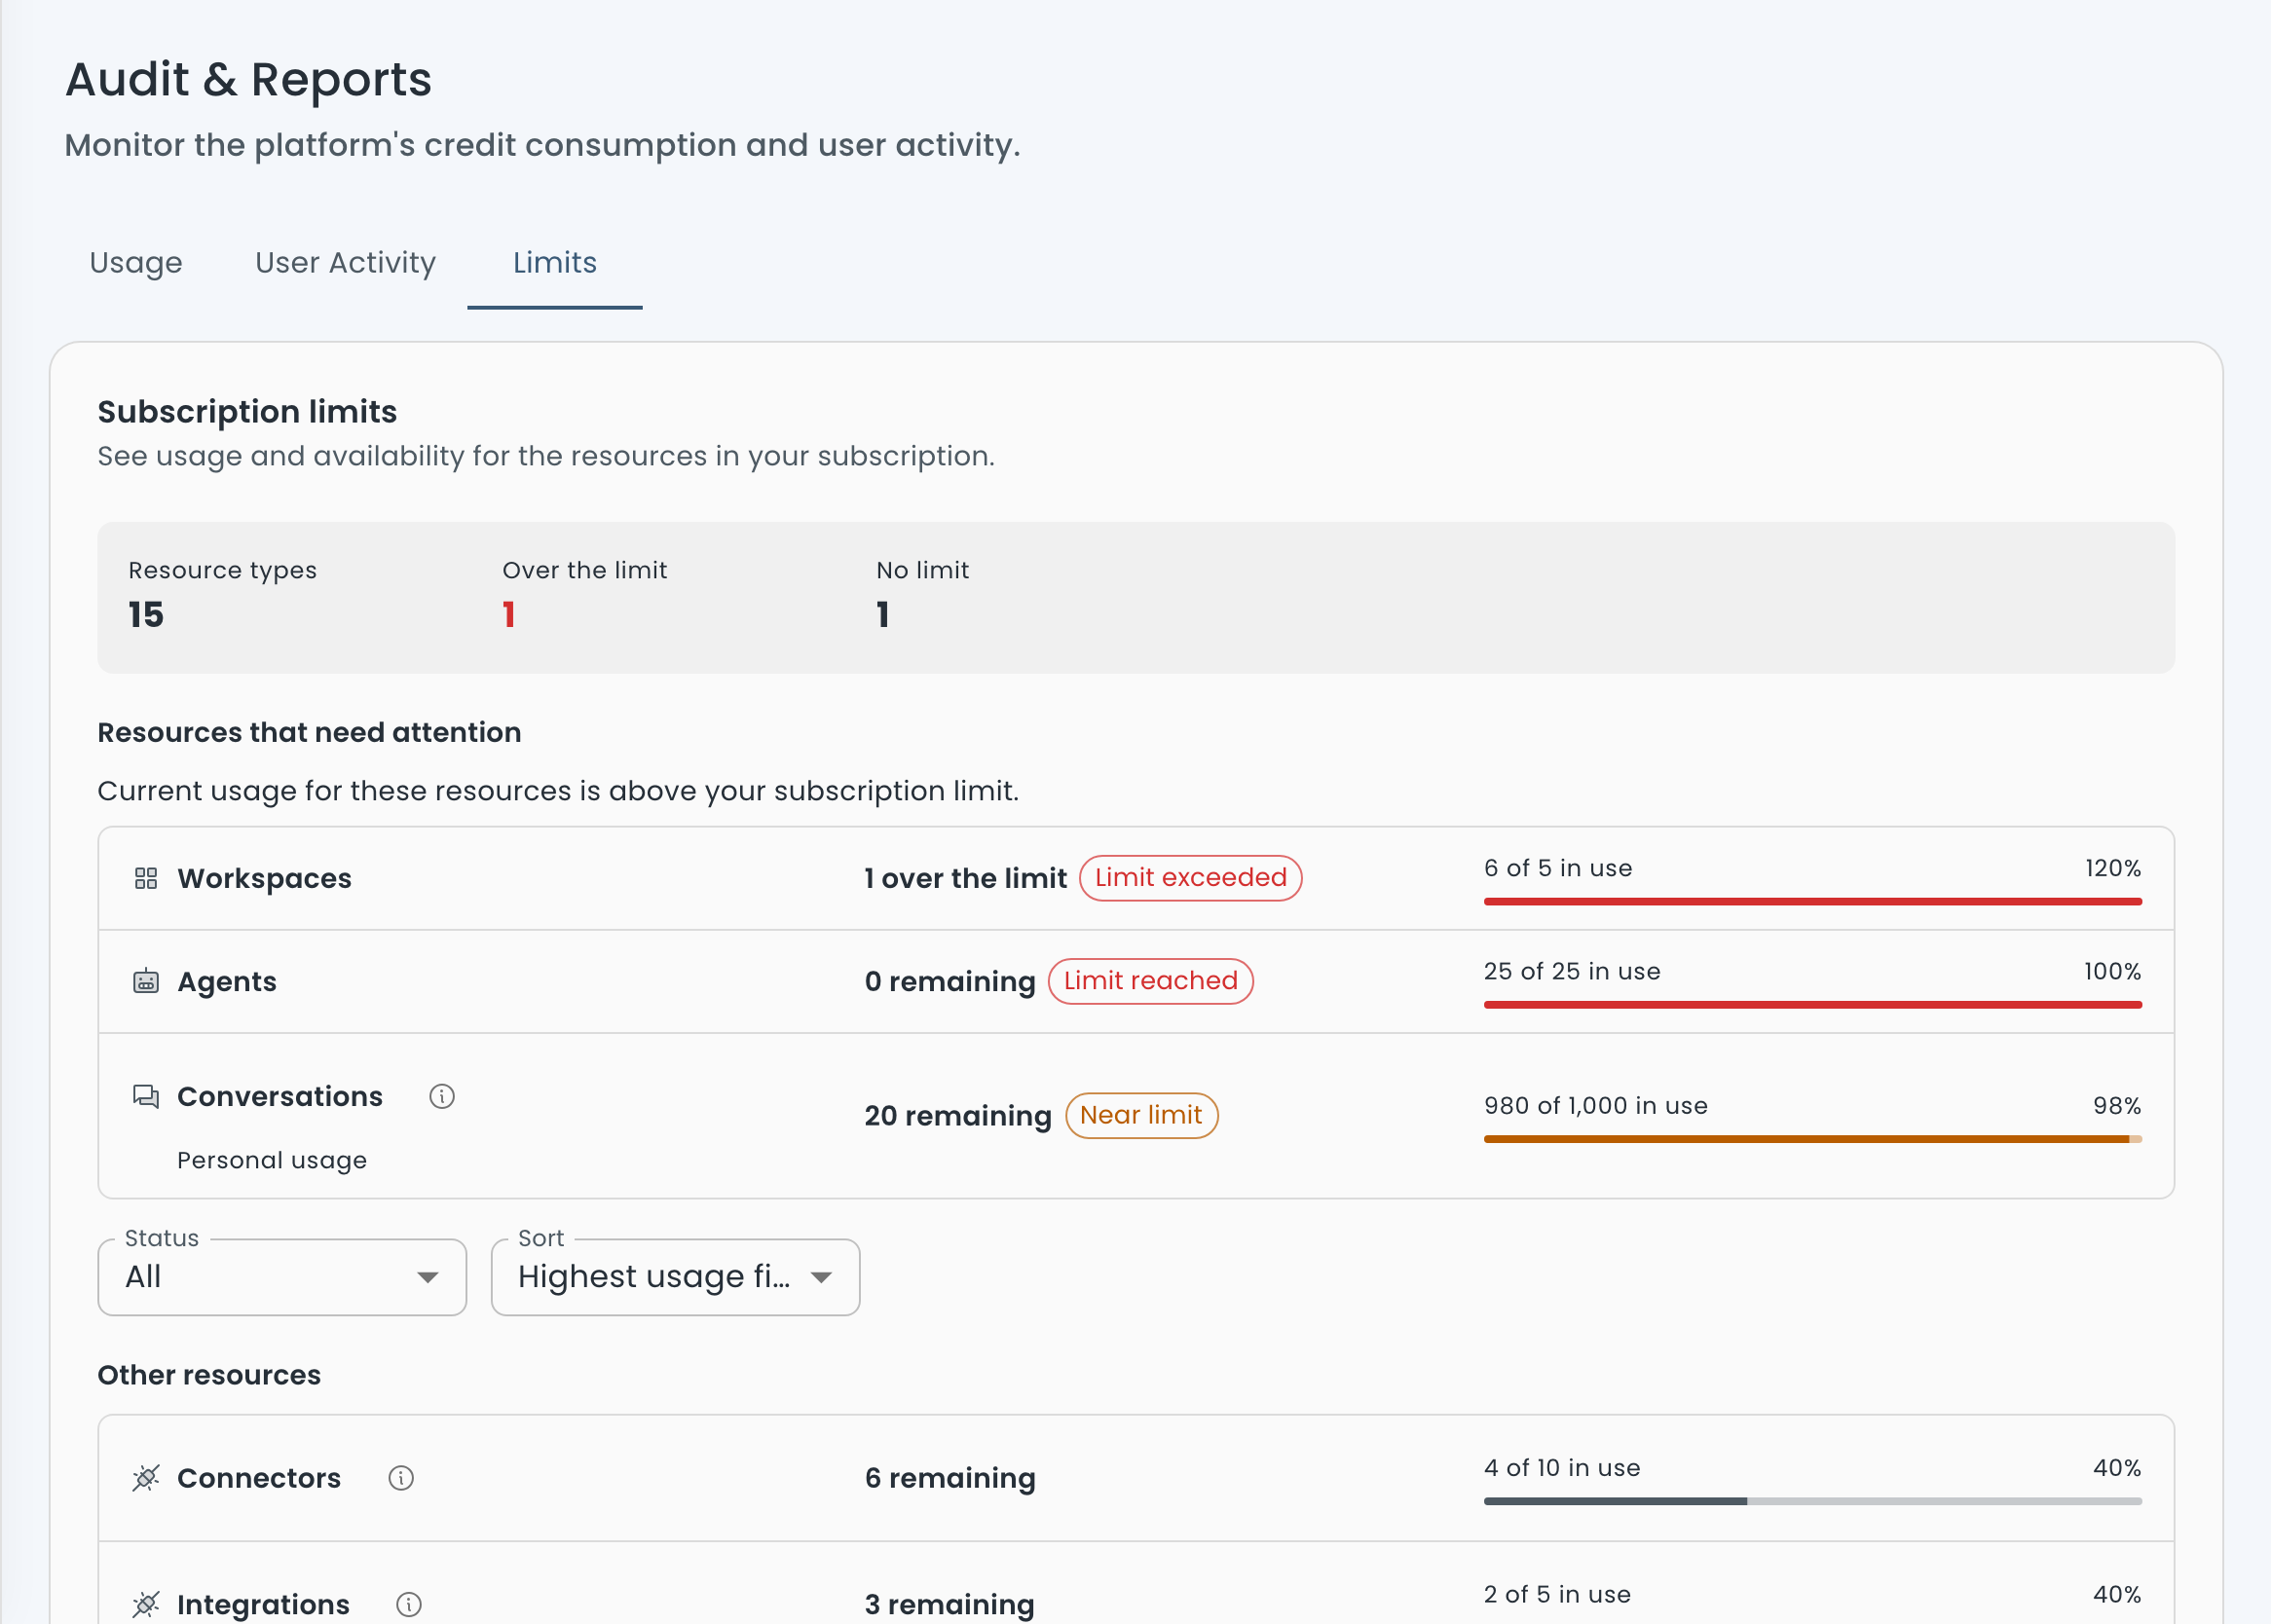 Audit & Reports
Monitor the platform's credit consumption and user activity.
Usage User Activity Limits
Subscription limits
See usage and availability for the resources in your subscription.
Resource types Over the limit No limit
15 1 1
Resources that need attention
Current usage for these resources is above your subscription limit.
Workspaces 1 over the limit Limit exceeded 6 of 5 in use 120%
Agents 0 remaining Limit reached 25 of 25 in use 100%
Conversations 20 remaining Near limit 980 of 1,000 in use 98%
Personal usage
Status Sort
All Highest usage fi...
Other resources
Connectors 6 remaining 4 of 10 in use 40%
Integrations 3 remaining 2 of 5 in use 40%